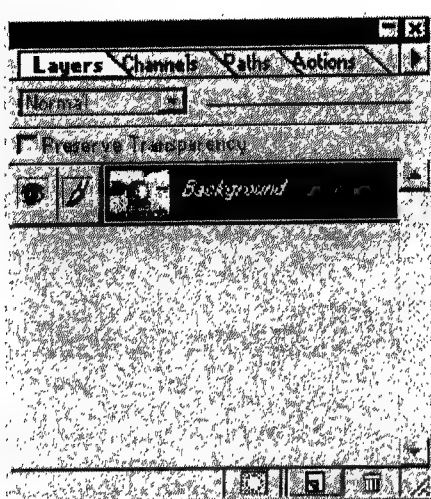 Layers Channels Paths Actions
Normal
Preserve Transparency
Background